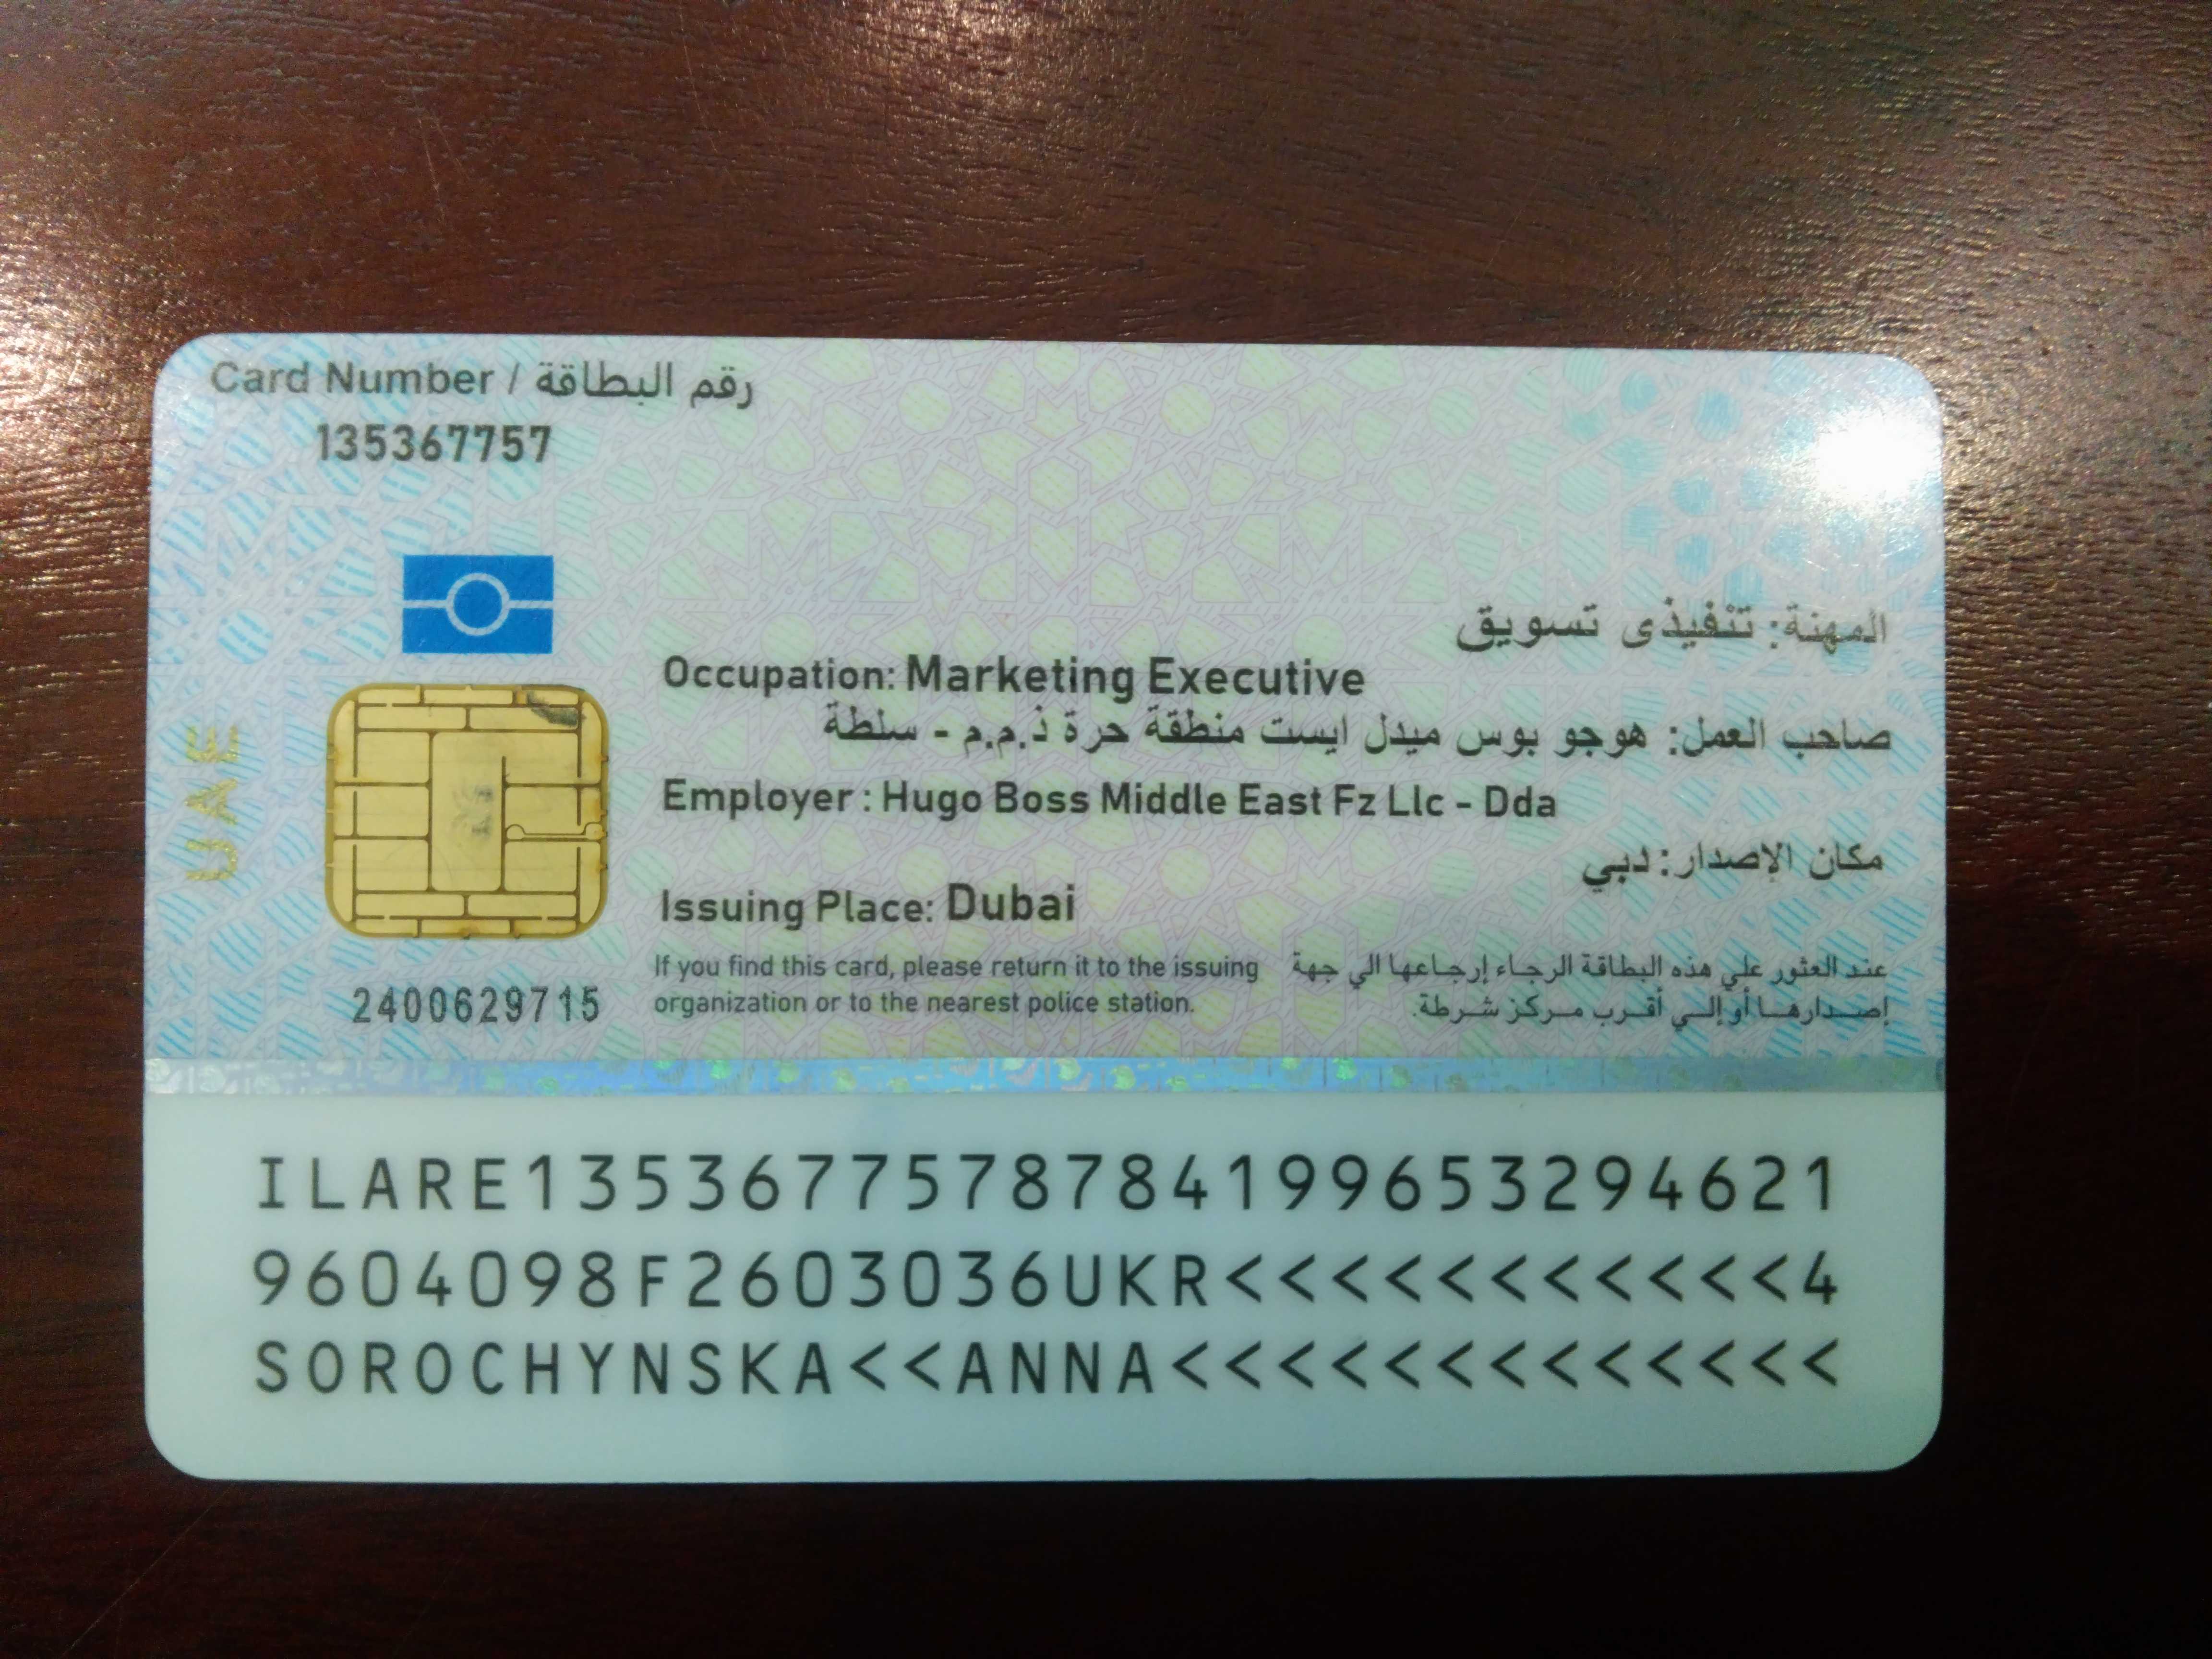 Card Number / رقم البطاقة
135367757
المهنة: تنفيذى تسويق
Occupation: Marketing Executive
صاحب العمل: هوجو بوس ميدل ايست منطقة حرة ذ.م.م - سلطة
Employer : Hugo Boss Middle East Fz Llc - Dda
مكان الإصدار: دبي
Issuing Place: Dubai
UAE
If you find this card, please return it to the issuing
organization or to the nearest police station.
عند العثور علي هذه البطاقة الرجاء إرجاعها الي جهة
إصدارها أو إلي أقرب مركز شرطة.
2400629715
ILARE1353677578784199653294621
9604098F2603036UKR<<<<<<<<<<<4
SOROCHYNSKA<<ANNA<<<<<<<<<<<<<